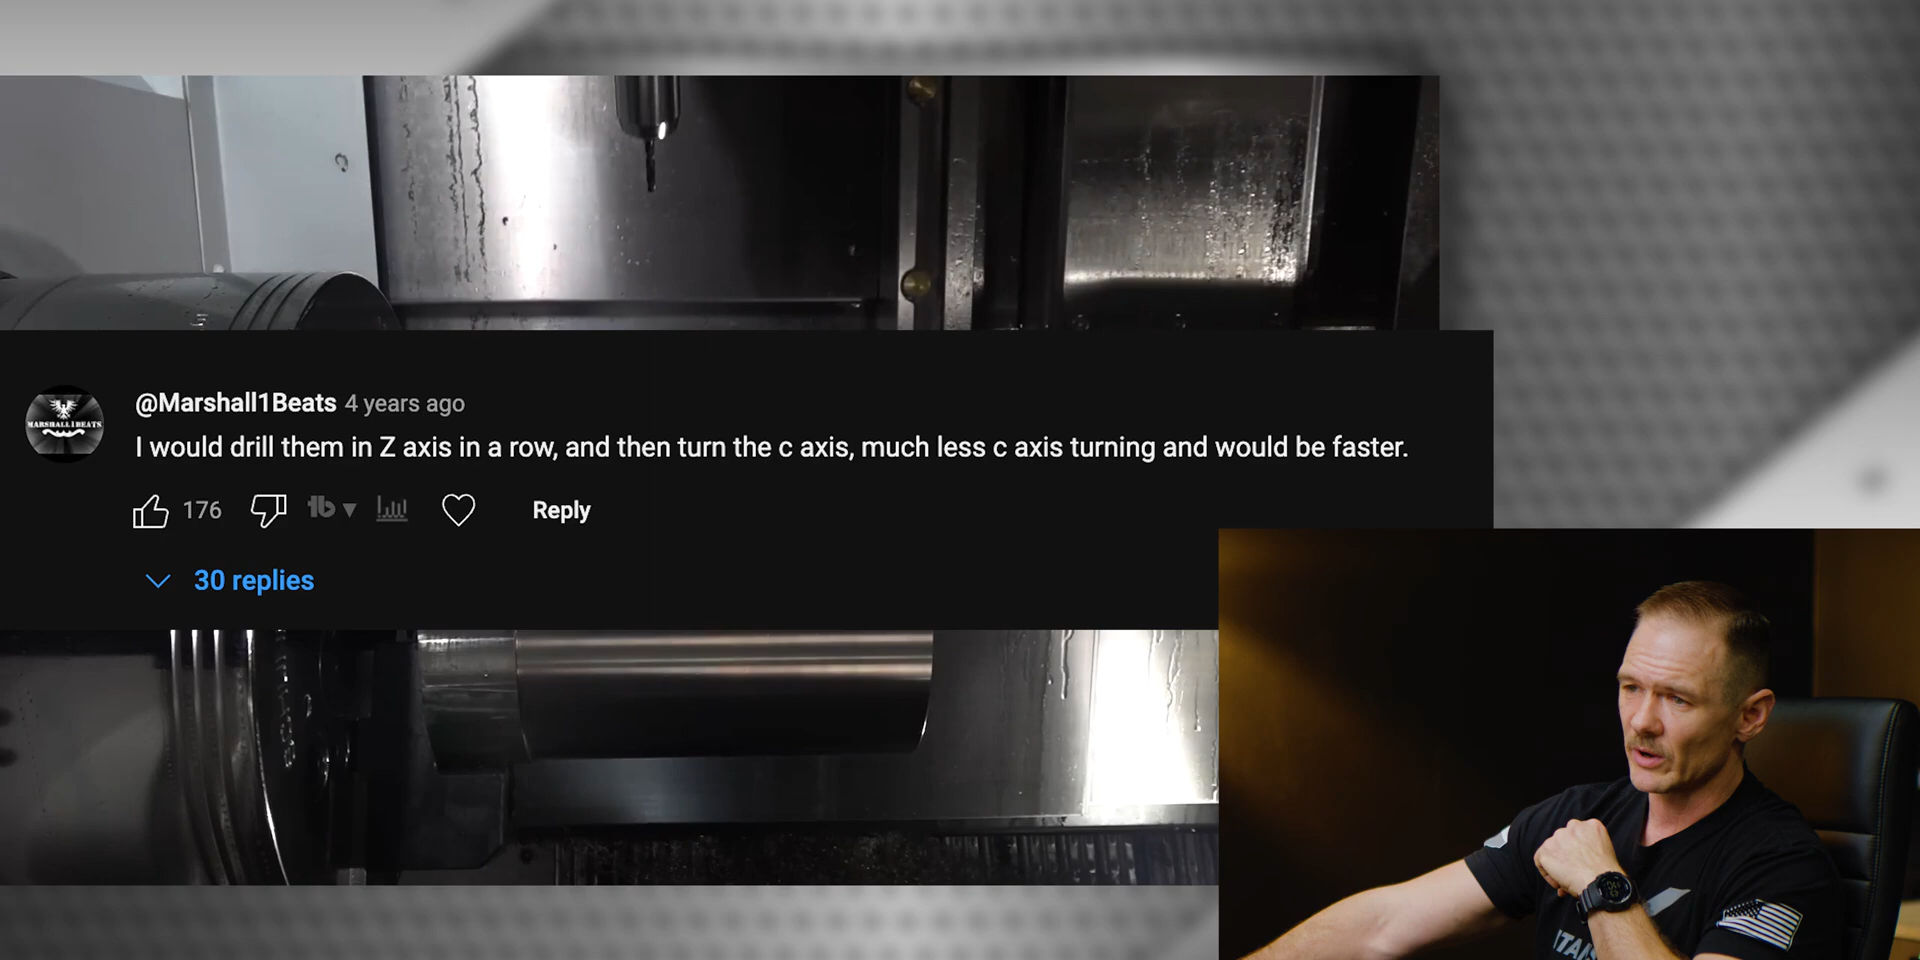 @Marshall1Beats 4 years ago
MARSHALL1BEATS
I would drill them in Z axis in a row, and then turn the c axis, much less c axis turning and would be faster.
176
Reply
30 replies